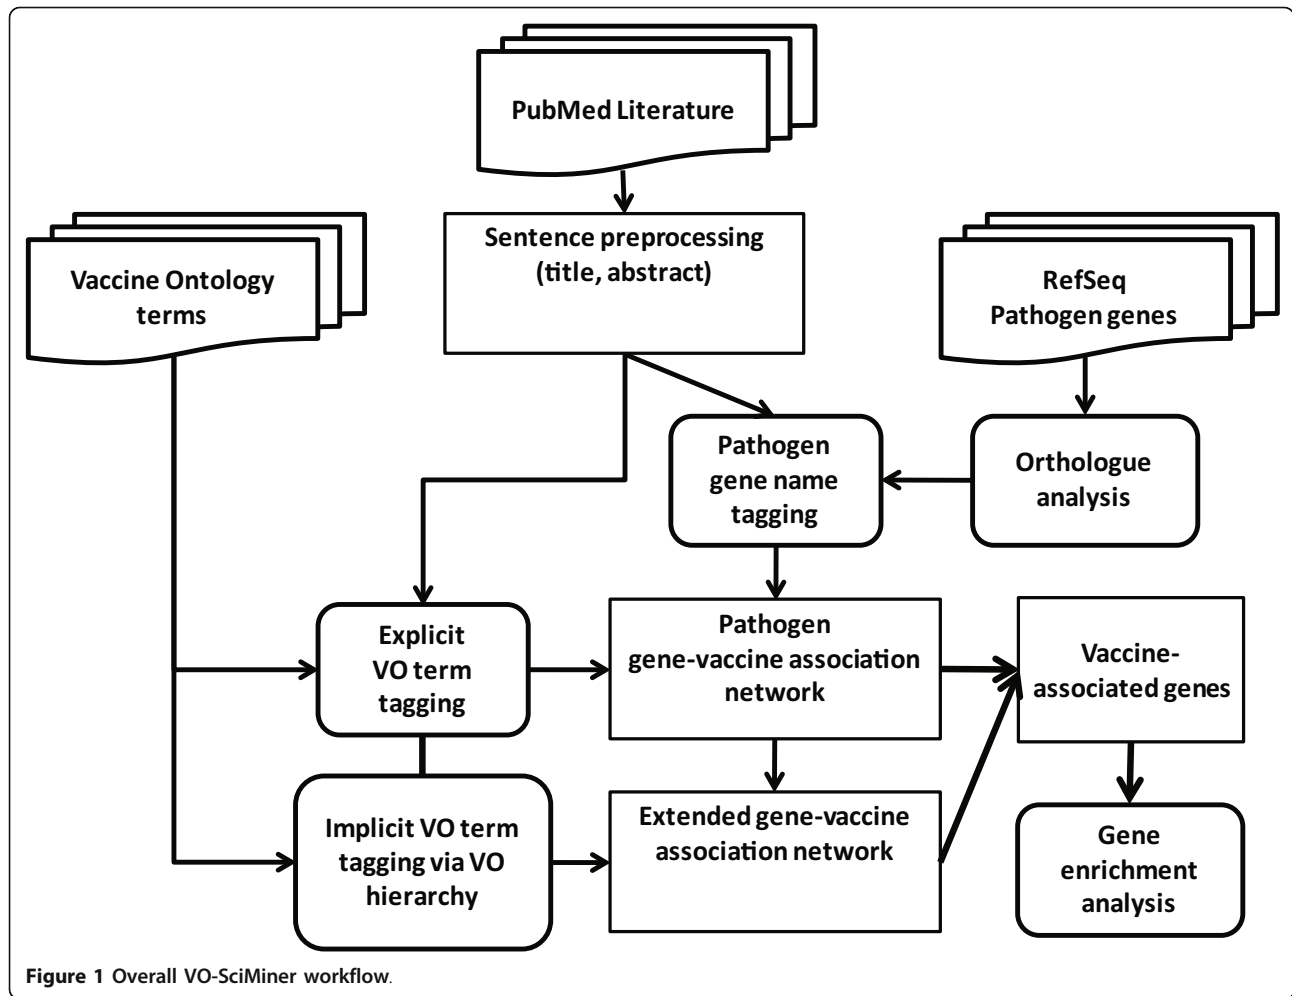 PubMed Literature
Sentence preprocessing
(title, abstract)
Vaccine Ontology
terms
RefSeq
Pathogen genes
Pathogen
gene name
tagging
Orthologue
analysis
Explicit
VO term
tagging
Pathogen
gene-vaccine association
network
Vaccine-
associated genes
Implicit VO term
tagging via VO
hierarchy
Extended gene-vaccine
association network
Gene
enrichment
analysis
Figure 1 Overall VO-SciMiner workflow.